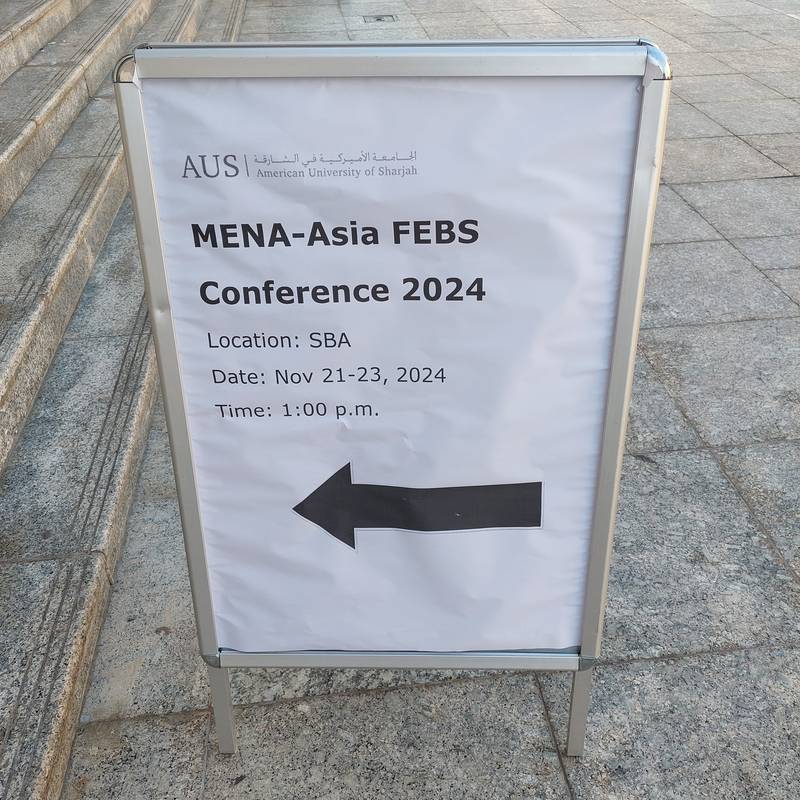 AUS
الجامعة الأميركية في الشارقة
American University of Sharjah
MENA-Asia FEBS
Conference 2024
Location: SBA
Date: Nov 21-23, 2024
Time: 1:00 p.m.